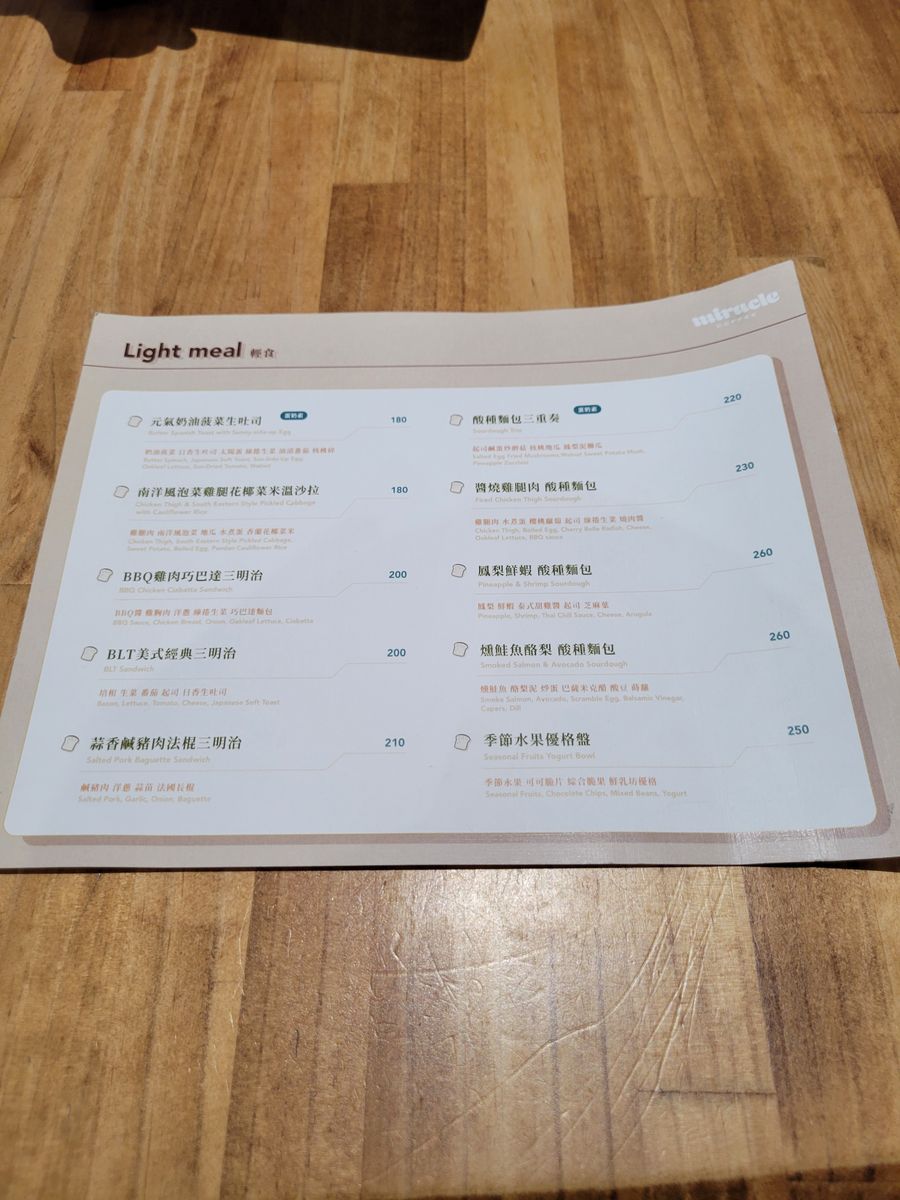 miracle
COFFEE
Light meal 輕食
元氣奶油菠菜生吐司 蛋奶素 180
Butter Spanish Toast with Sunny-side-up Egg
奶油菠菜 日香生吐司 太陽蛋 綠捲生菜 油漬番茄 核桃碎
Butter Spinach, Japanese Soft Toast, Sun-Side Up Egg,
Oakleaf Lettuce, Sun-Dried Tomato, Walnut
南洋風泡菜雞腿花椰菜米溫沙拉 180
Chicken Thigh & South Eastern Style Pickled Cabbage
with Cauliflower Rice
雞腿肉 南洋風泡菜 地瓜 水煮蛋 香蘭花椰菜米
Chicken Thigh, South Eastern Style Pickled Cabbage,
Sweet Potato, Boiled Egg, Pandan Cauliflower Rice
BBQ雞肉巧巴達三明治 200
BBQ Chicken Ciabatta Sandwich
BBQ醬 雞胸肉 洋蔥 綠捲生菜 巧巴達麵包
BBQ Sauce, Chicken Breast, Onion, Oakleaf Lettuce, Ciabatta
BLT美式經典三明治 200
BLT Sandwich
培根 生菜 番茄 起司 日香生吐司
Bacon, Lettuce, Tomato, Cheese, Japanese Soft Toast
蒜香鹹豬肉法棍三明治 210
Salted Pork Baguette Sandwich
鹹豬肉 洋蔥 蒜苗 法國長棍
Salted Pork, Garlic, Onion, Baguette
酸種麵包三重奏 蛋奶素 220
Sourdough Trio
起司鹹蛋炒蘑菇 核桃地瓜 鳳梨泥櫛瓜
Salted Egg Fried Mushrooms, Walnut Sweet Potato Mush,
Pineapple Zucchini
醬燒雞腿肉 酸種麵包 230
Fired Chicken Thigh Sourdough
雞腿肉 水煮蛋 櫻桃蘿蔔 起司 綠捲生菜 燒肉醬
Chicken Thigh, Boiled Egg, Cherry Belle Radish, Cheese,
Oakleaf Lettuce, BBQ sauce
鳳梨鮮蝦 酸種麵包 260
Pineapple & Shrimp Sourdough
鳳梨 鮮蝦 泰式甜雞醬 起司 芝麻葉
Pineapple, Shrimp, Thai Chili Sauce, Cheese, Arugula
燻鮭魚酪梨 酸種麵包 260
Smoked Salmon & Avocado Sourdough
燻鮭魚 酪梨泥 炒蛋 巴薩米克醋 酸豆 蒔蘿
Smoke Salmon, Avocado, Scramble Egg, Balsamic Vinegar,
Capers, Dill
季節水果優格盤 250
Seasonal Fruits Yogurt Bowl
季節水果 可可脆片 綜合脆果 鮮乳坊優格
Seasonal Fruits, Chocolate Chips, Mixed Beans, Yogurt